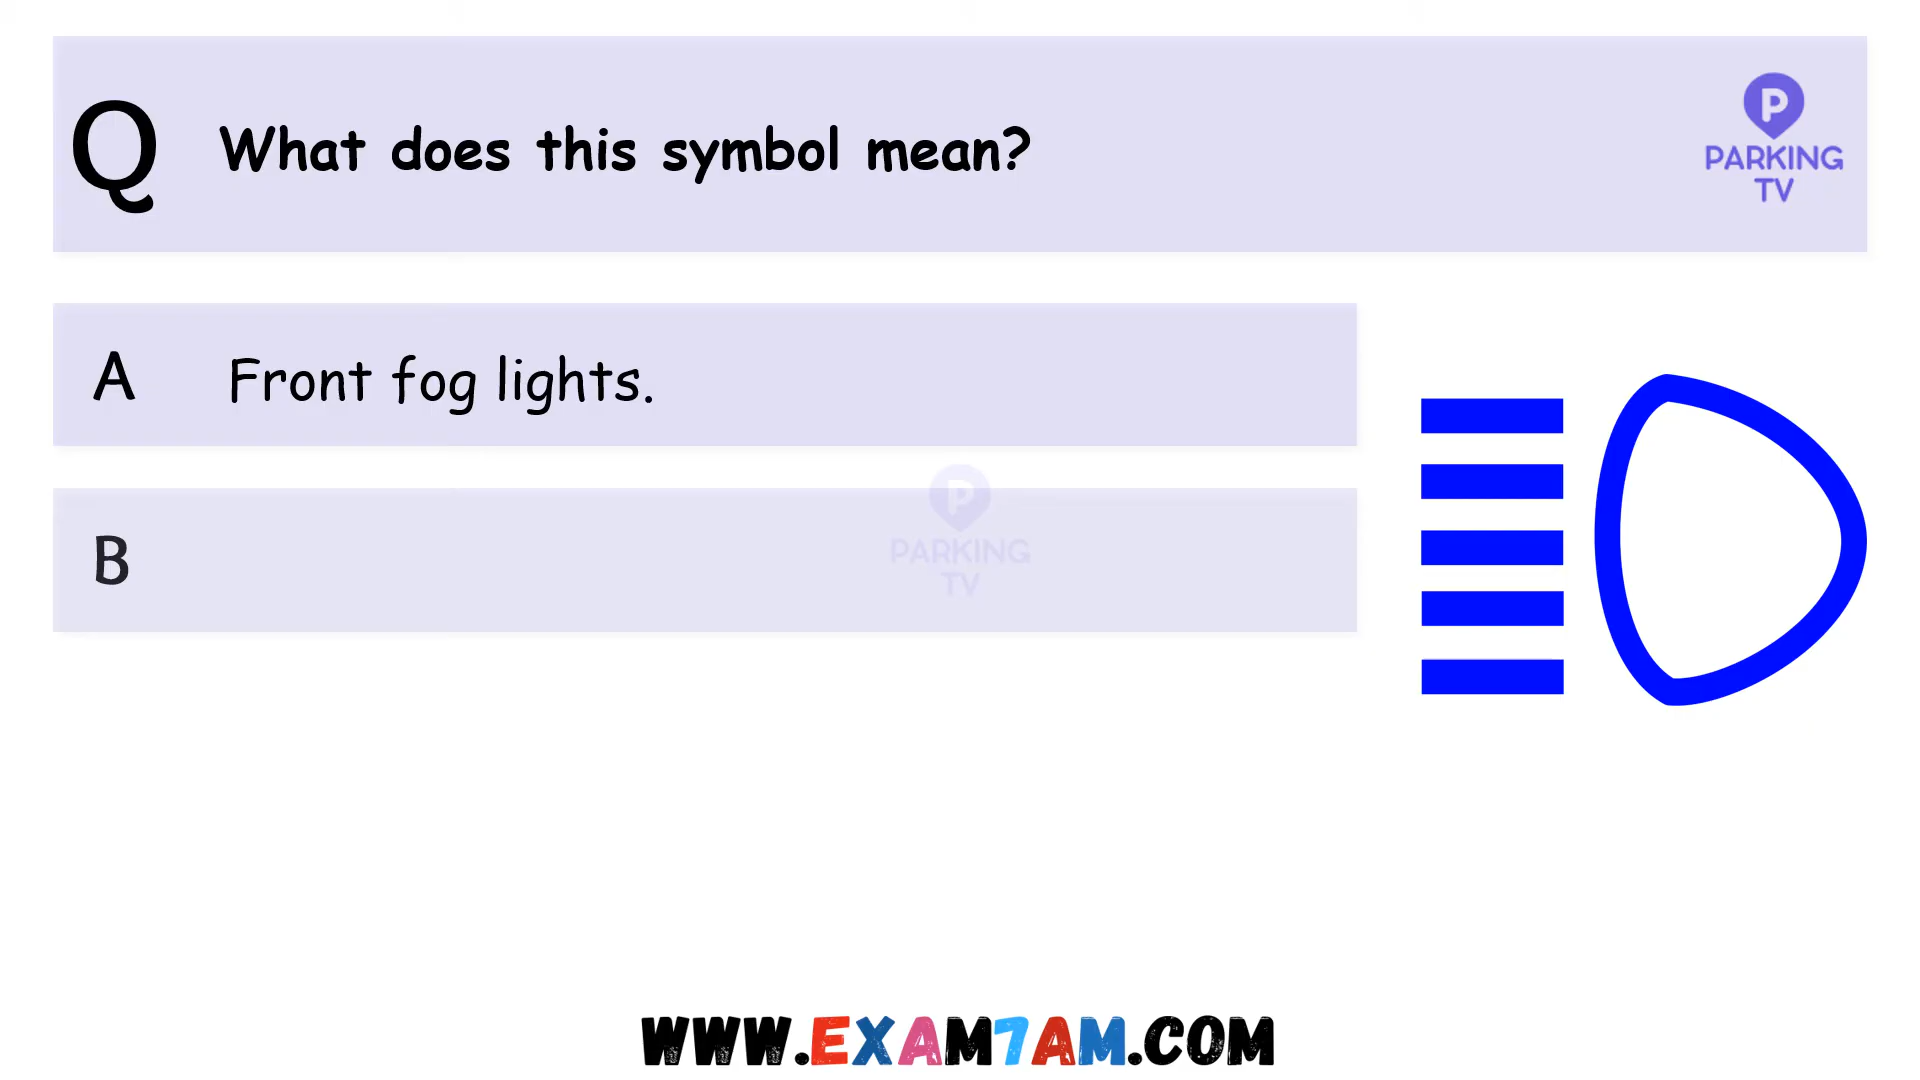 Q What does this symbol mean?
P
PARKING
TV
A Front fog lights.
B
P
PARKING
TV
WWW.EXAM7AM.COM